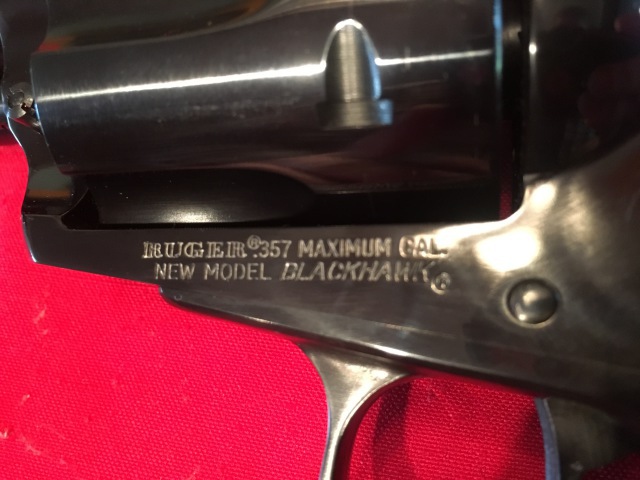 RUGER® .357 MAXIMUM CAL.
NEW MODEL BLACKHAWK®